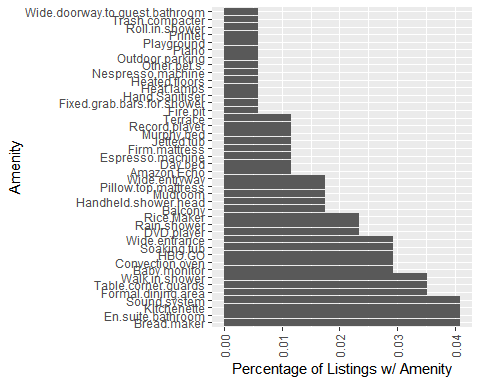 Wide.doorway.to.guest.bathroom
Trash.compacter
Roll.in.shower
Printer
Playground
Piano
Outdoor.parking
Other.pet.s.
Nespresso.machine
Heated.floors
Heat.lamps
Hand.Sanitiser
Fixed.grab.bars.for.shower
Fire.pit
Terrace
Record.player
Murphy.bed
Jetted.tub
Firm.mattress
Espresso.machine
Day.bed
Amazon.Echo
Wide.entryway
Pillow.top.mattress
Mudroom
Handheld.shower.head
Balcony
Rice.Maker
Rain.shower
DVD.player
Wide.entrance
Soaking.tub
HBO.GO
Convection.oven
Baby.monitor
Walk.in.shower
Table.corner.guards
Formal.dining.area
Sound.system
Kitchenette
En.suite.bathroom
Bread.maker
Amenity
0.00
0.01
0.02
0.03
0.04
Percentage of Listings w/ Amenity